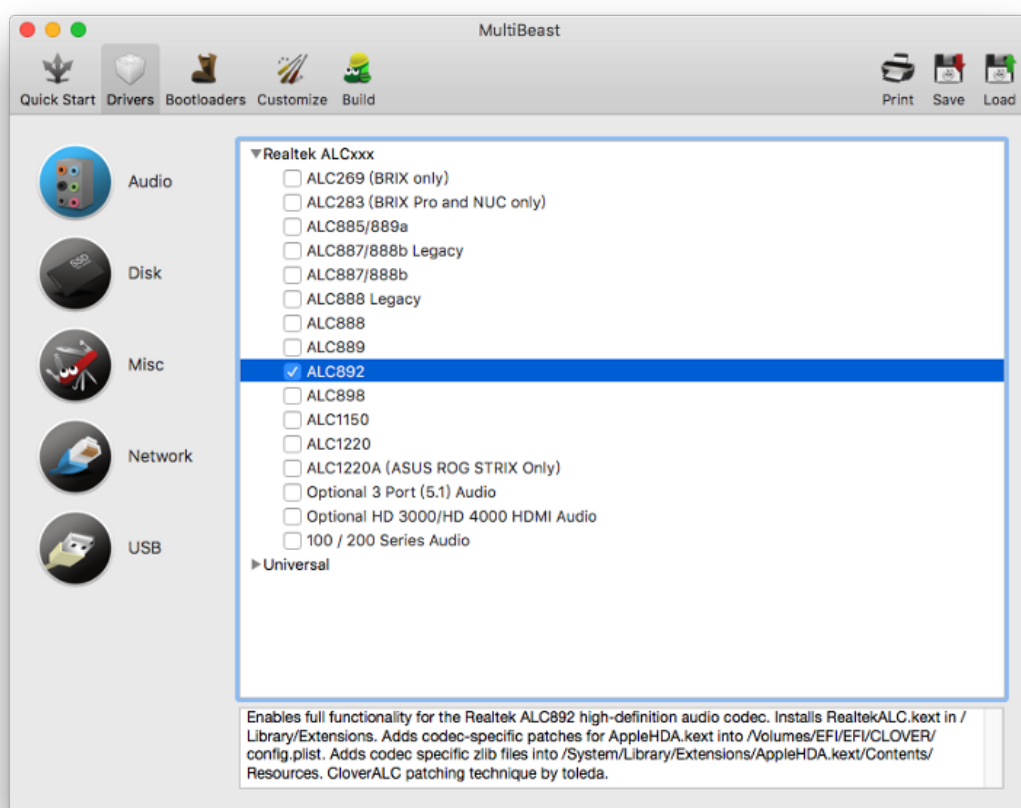 MultiBeast
Quick Start Drivers Bootloaders Customize Build Print Save Load
Audio
Disk
SSD
Misc
Network
USB
▼Realtek ALCxxx
ALC269 (BRIX only)
ALC283 (BRIX Pro and NUC only)
ALC885/889a
ALC887/888b Legacy
ALC887/888b
ALC888 Legacy
ALC888
ALC889
ALC892
ALC898
ALC1150
ALC1220
ALC1220A (ASUS ROG STRIX Only)
Optional 3 Port (5.1) Audio
Optional HD 3000/HD 4000 HDMI Audio
100 / 200 Series Audio
▶Universal
Enables full functionality for the Realtek ALC892 high-definition audio codec. Installs RealtekALC.kext in /
Library/Extensions. Adds codec-specific patches for AppleHDA.kext into /Volumes/EFI/EFI/CLOVER/
config.plist. Adds codec specific zlib files into /System/Library/Extensions/AppleHDA.kext/Contents/
Resources. CloverALC patching technique by toleda.